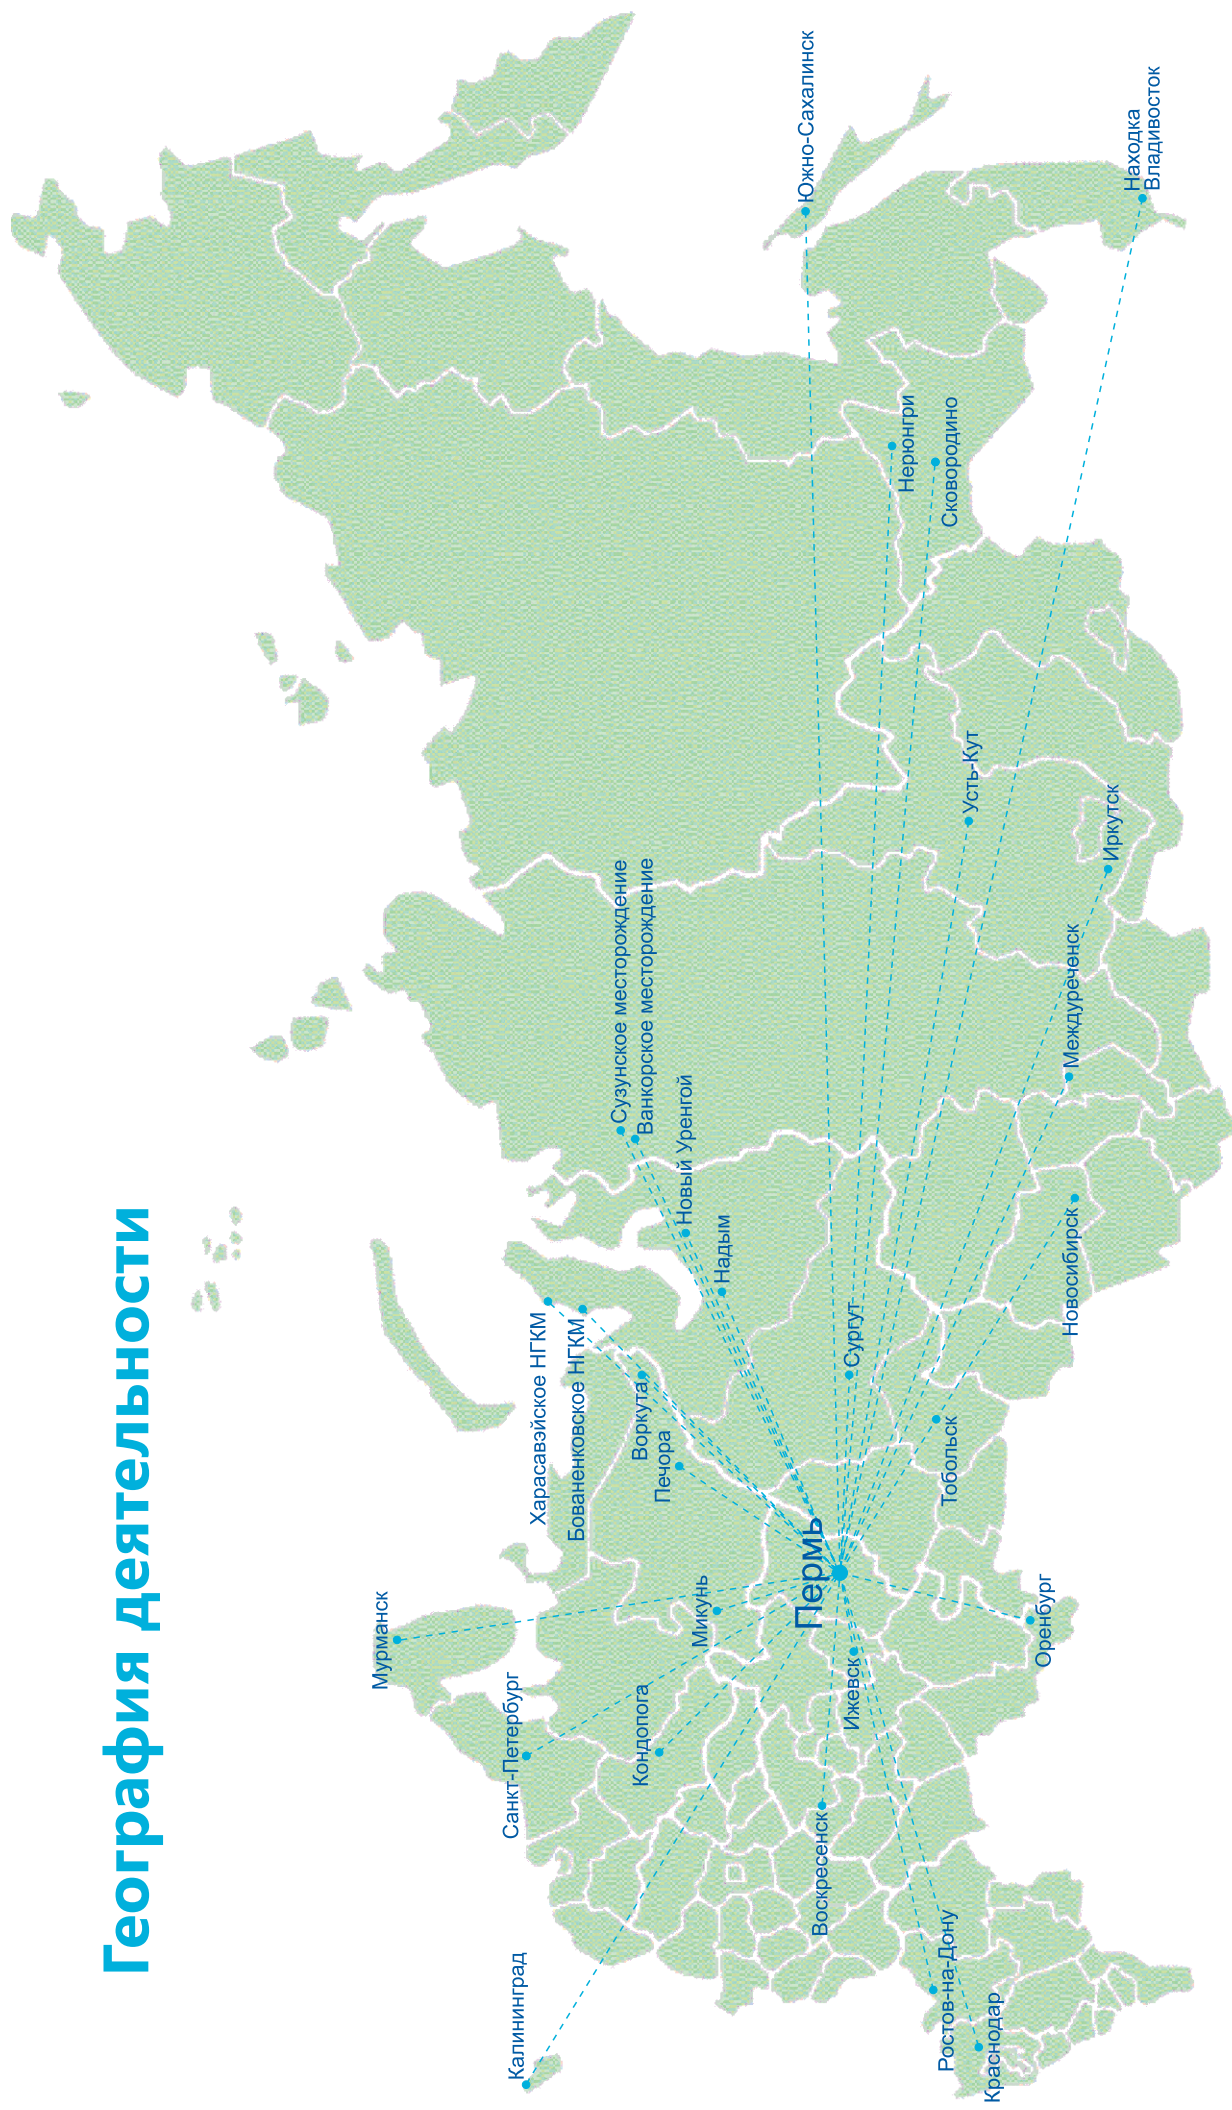 География деятельности
Мурманск
Санкт-Петербург
Калининград
Харасавэйское НГКМ
Бованенковское НГКМ
Воркута
Печора
Микунь
Кондопога
Сузунское месторождение
Ванкорское месторождение
Новый Уренгой
Надым
Пермь
Сургут
Ижевск
Воскресенск
Тобольск
Оренбург
Ростов-на-Дону
Краснодар
Новосибирск
Междуреченск
Иркутск
Усть-Кут
Нерюнгри
Сковородино
Южно-Сахалинск
Находка
Владивосток